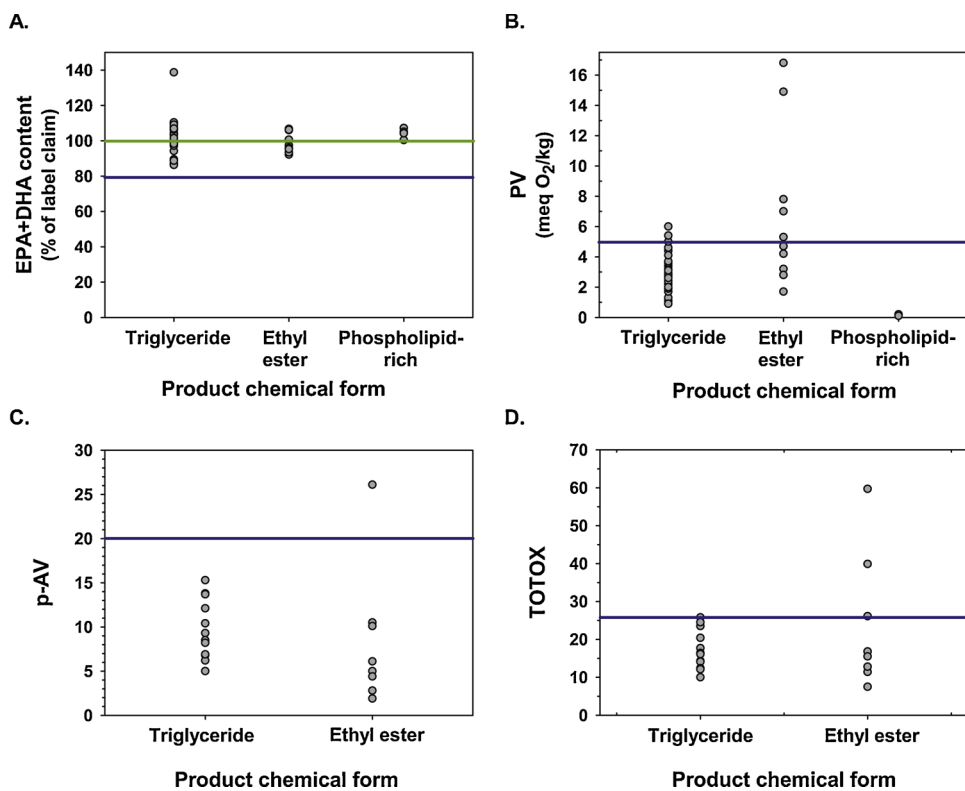 A.
EPA+DHA content
(% of label claim)
140
120
100
80
60
40
20
0
Triglyceride
Ethyl
ester
Phospholipid-
rich
Product chemical form
B.
PV
(meq O2/kg)
16
14
12
10
8
6
4
2
0
Triglyceride
Ethyl
ester
Phospholipid-
rich
Product chemical form
C.
p-AV
30
25
20
15
10
5
0
Triglyceride
Ethyl ester
Product chemical form
D.
TOTOX
70
60
50
40
30
20
10
0
Triglyceride
Ethyl ester
Product chemical form